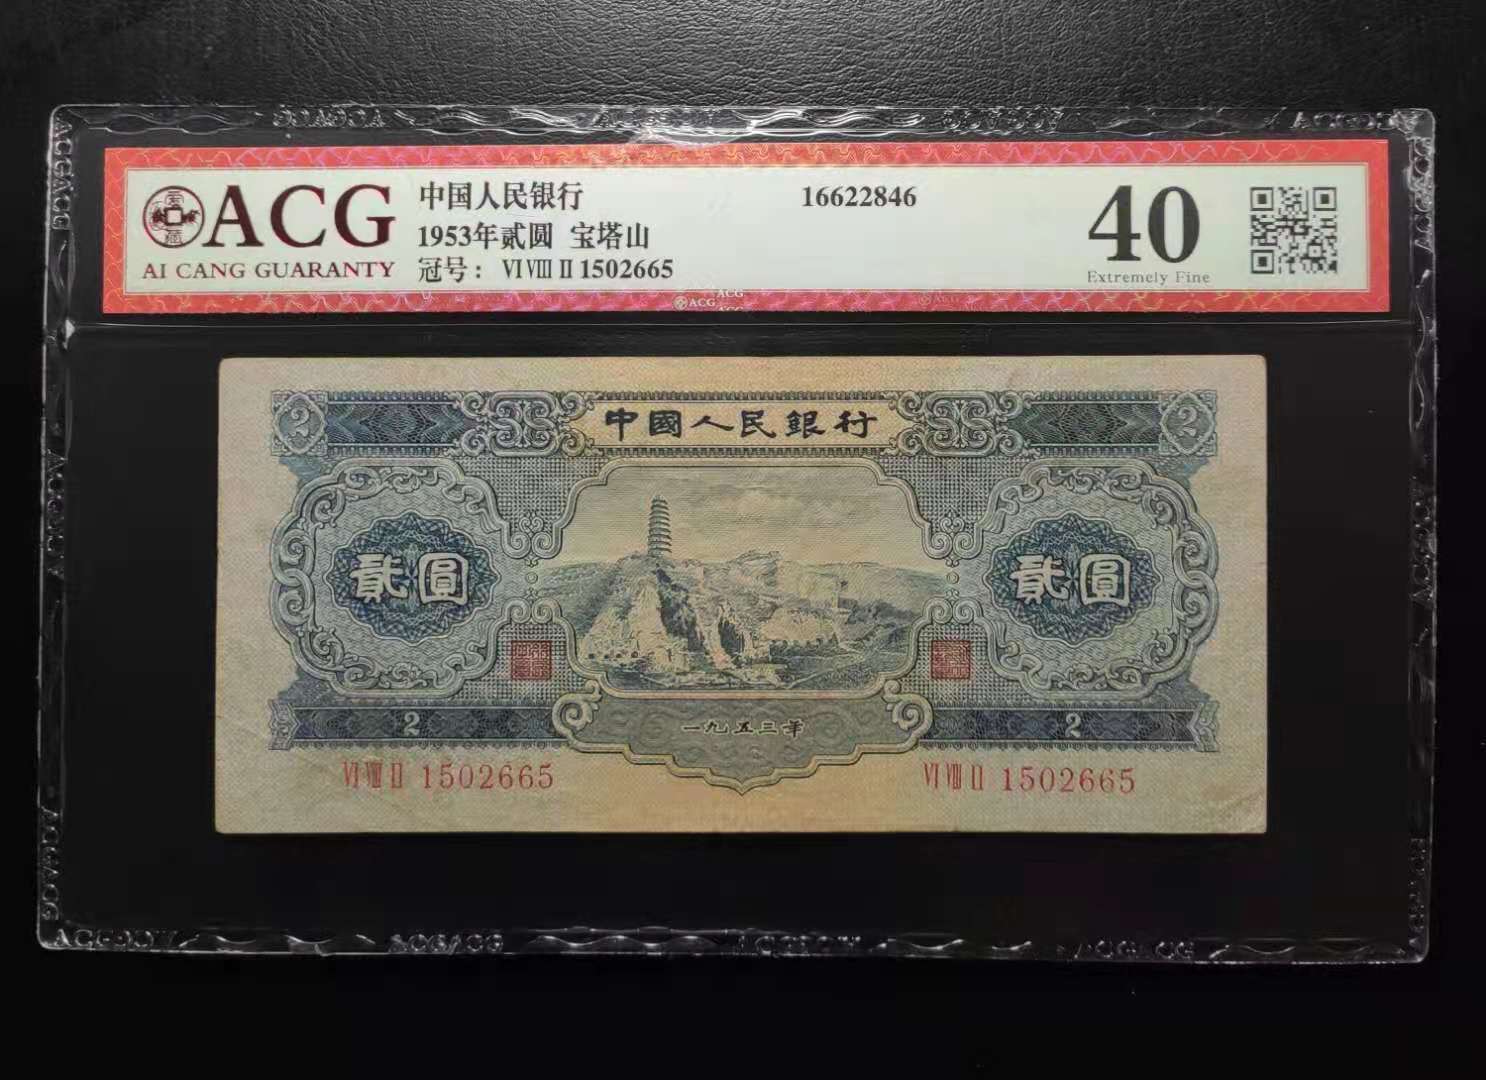 ACG
AI CANG GUARANTY
中国人民银行
1953年贰圆 宝塔山
冠号： VI VIII II 1502665
16622846
40
Extremely Fine
ACG
2
中國人民銀行
2
貳圓
貳圓
2
一九五三年
2
VI VIII II 1502665
VI VIII II 1502665
ACGACG